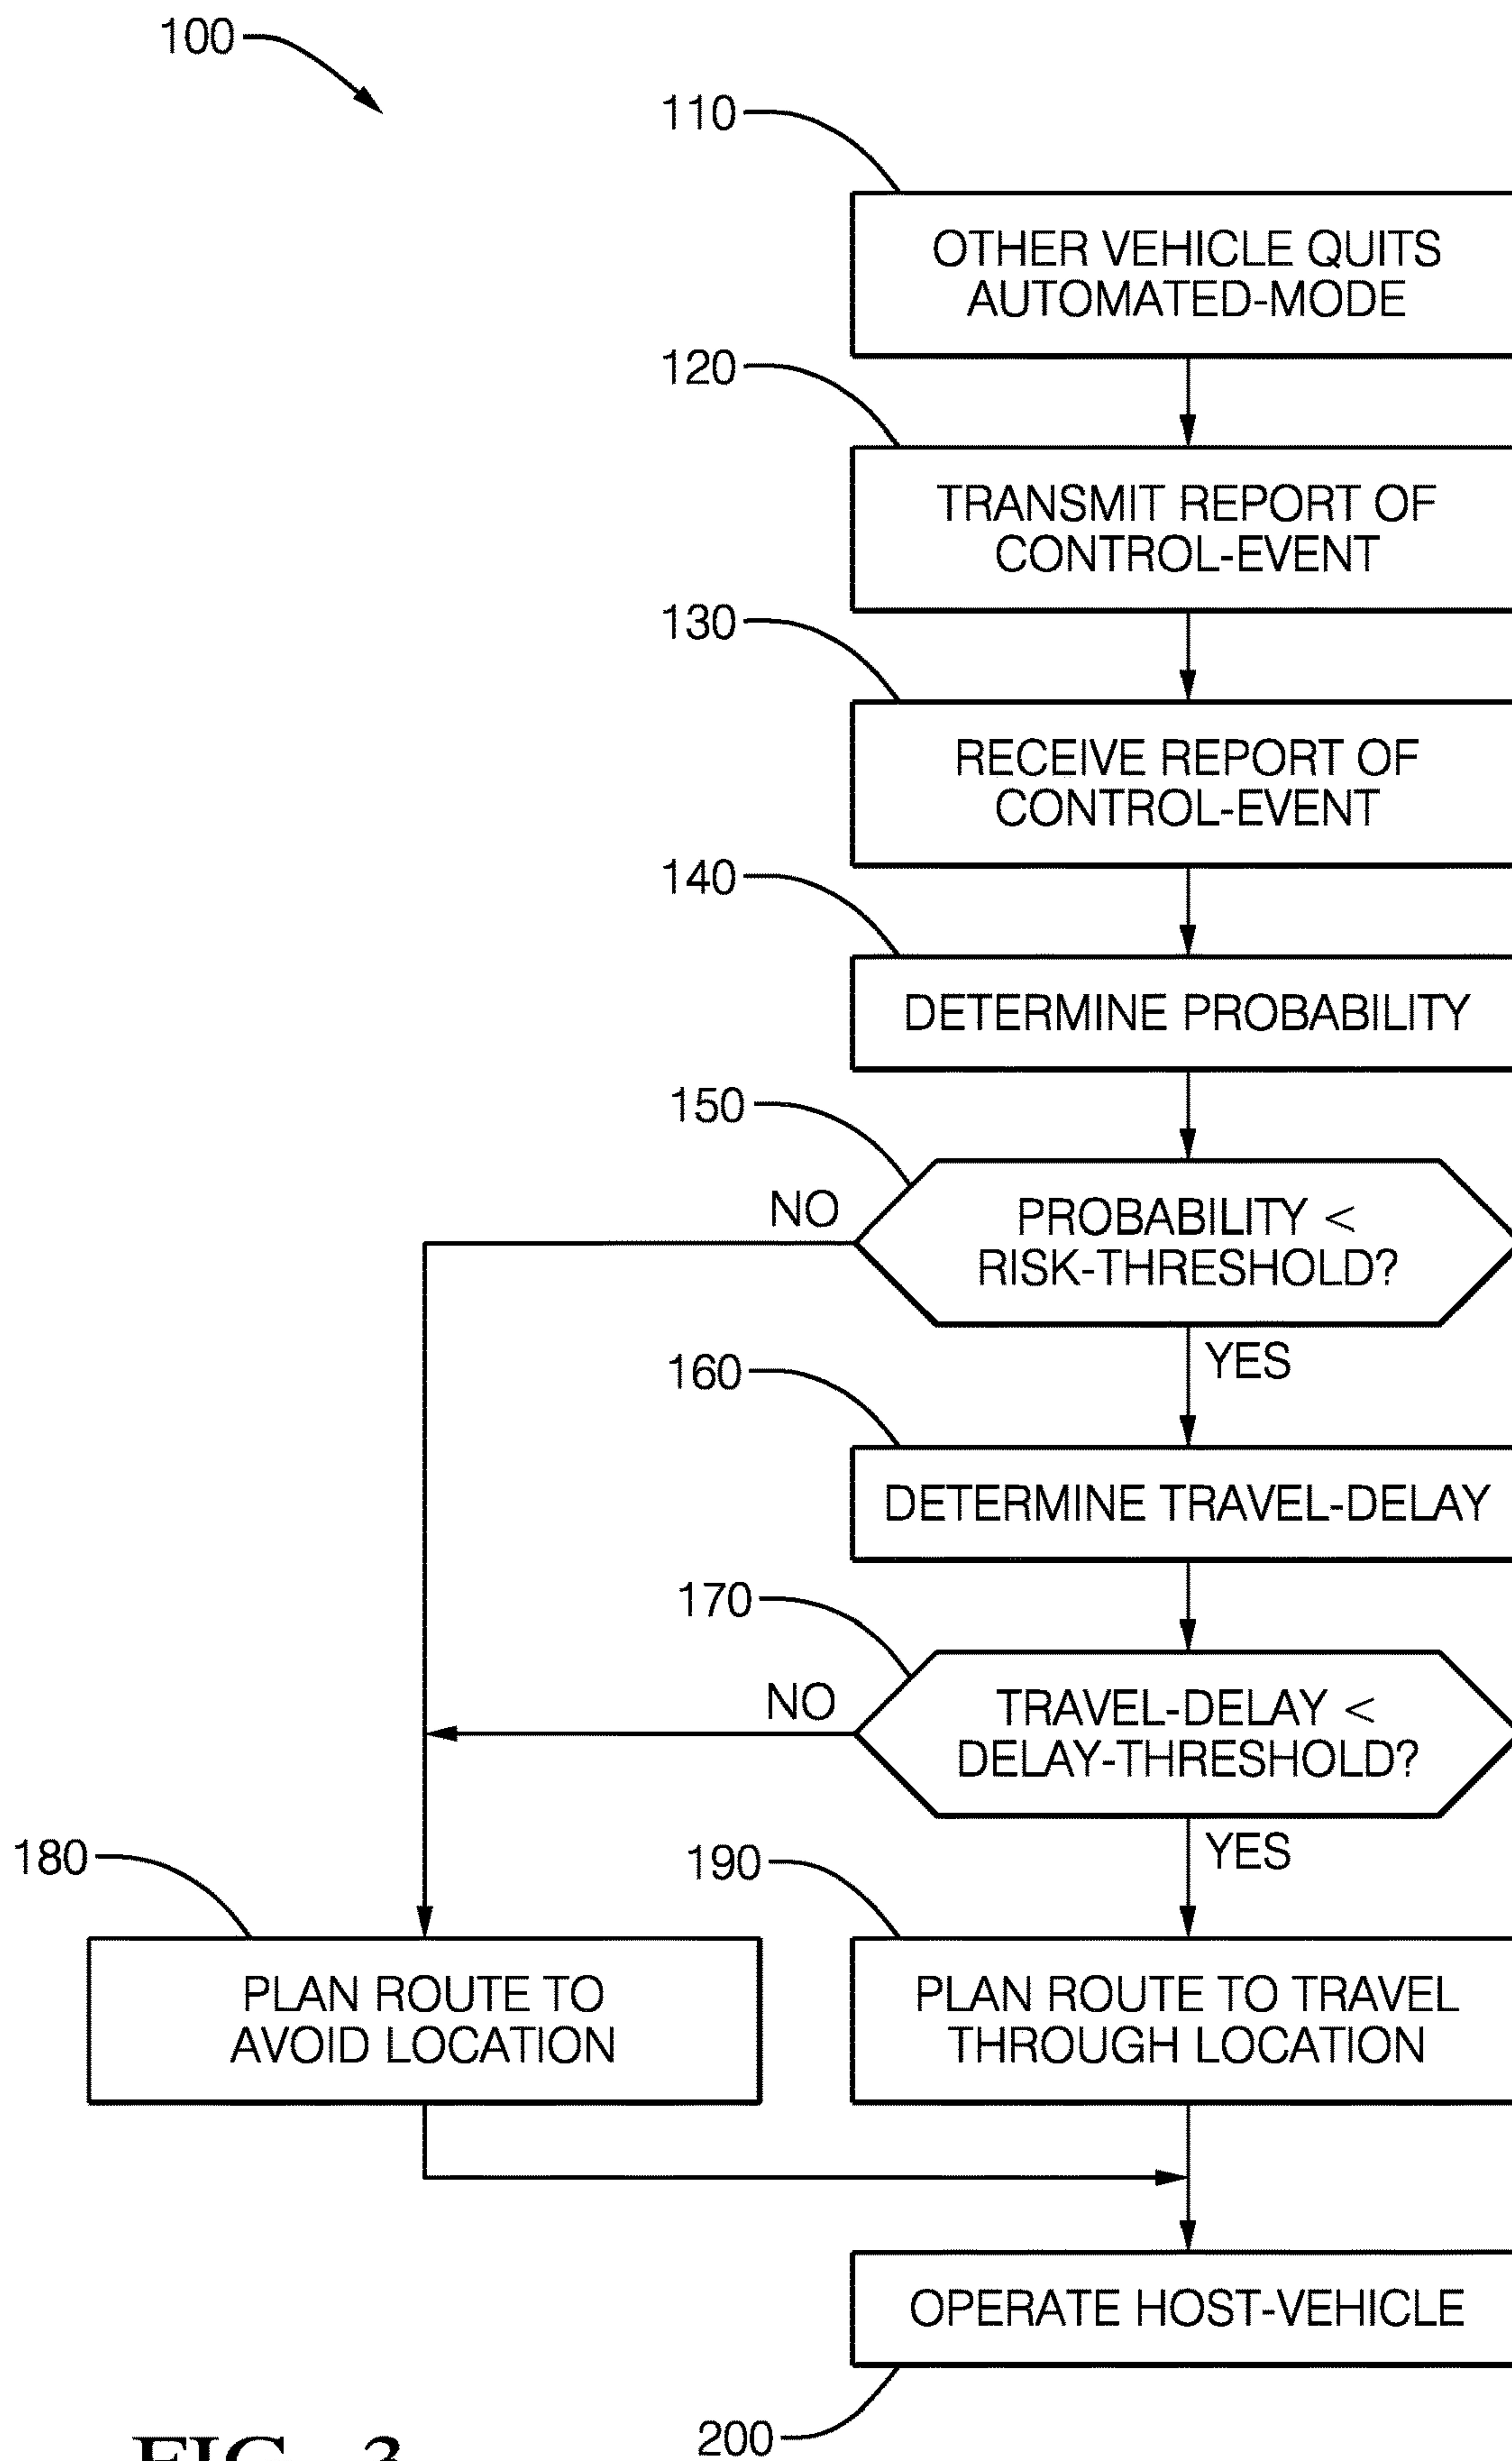 100
110
OTHER VEHICLE QUITS
AUTOMATED-MODE
120
TRANSMIT REPORT OF
CONTROL-EVENT
130
RECEIVE REPORT OF
CONTROL-EVENT
140
DETERMINE PROBABILITY
150
NO
PROBABILITY <
RISK-THRESHOLD?
YES
160
DETERMINE TRAVEL-DELAY
170
NO
TRAVEL-DELAY <
DELAY-THRESHOLD?
YES
180
PLAN ROUTE TO
AVOID LOCATION
190
PLAN ROUTE TO TRAVEL
THROUGH LOCATION
OPERATE HOST-VEHICLE
200
FIG. 3